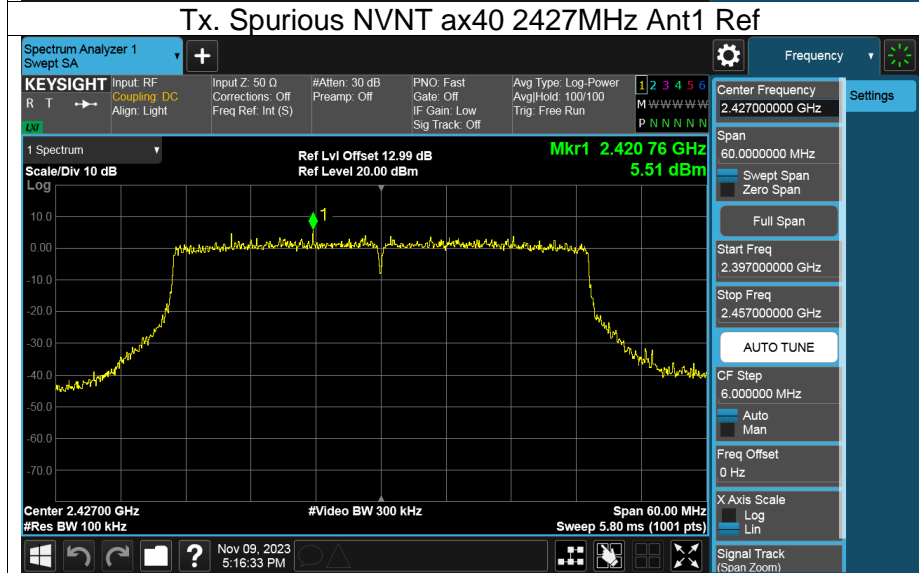 Tx. Spurious NVNT ax40 2427MHz Ant1 Ref
Spectrum Analyzer 1
Swept SA
Frequency
KEYSIGHT
R T
LXI
Input: RF
Coupling: DC
Align: Light
Input Z: 50 Ω
Corrections: Off
Freq Ref: Int (S)
#Atten: 30 dB
Preamp: Off
PNO: Fast
Gate: Off
IF Gain: Low
Sig Track: Off
Avg Type: Log-Power
Avg|Hold: 100/100
Trig: Free Run
1 2 3 4 5 6
M W W W W W
P N N N N N
1 Spectrum
Scale/Div 10 dB
Ref Lvl Offset 12.99 dB
Ref Level 20.00 dBm
Mkr1 2.420 76 GHz
5.51 dBm
Log
10.0
0.00
-10.0
-20.0
-30.0
-40.0
-50.0
-60.0
-70.0
1
Center 2.42700 GHz
#Res BW 100 kHz
#Video BW 300 kHz
Span 60.00 MHz
Sweep 5.80 ms (1001 pts)
Nov 09, 2023
5:16:33 PM
Center Frequency
2.427000000 GHz
Span
60.0000000 MHz
Swept Span
Zero Span
Full Span
Start Freq
2.397000000 GHz
Stop Freq
2.457000000 GHz
AUTO TUNE
CF Step
6.000000 MHz
Auto
Man
Freq Offset
0 Hz
X Axis Scale
Log
Lin
Signal Track
(Span Zoom)
Settings